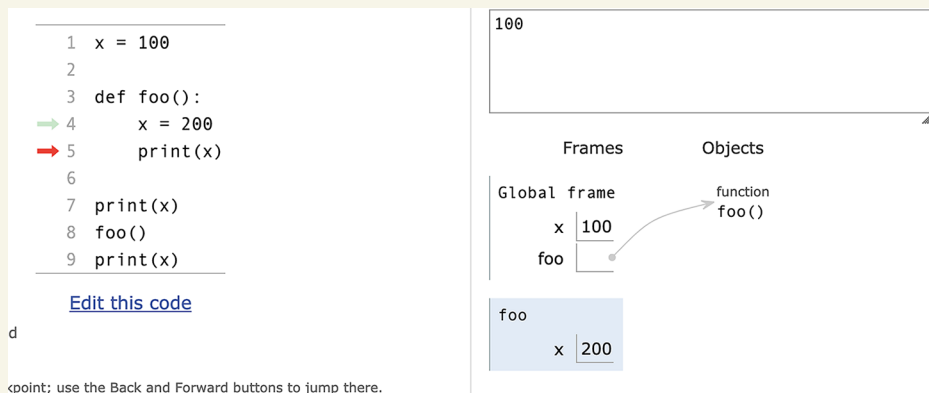 1 x = 100
2
3 def foo():
4     x = 200
5     print(x)
6
7 print(x)
8 foo()
9 print(x)
Edit this code
d
kpoint; use the Back and Forward buttons to jump there.
100
Frames Objects
Global frame
x 100
foo
function
foo()
foo
x 200